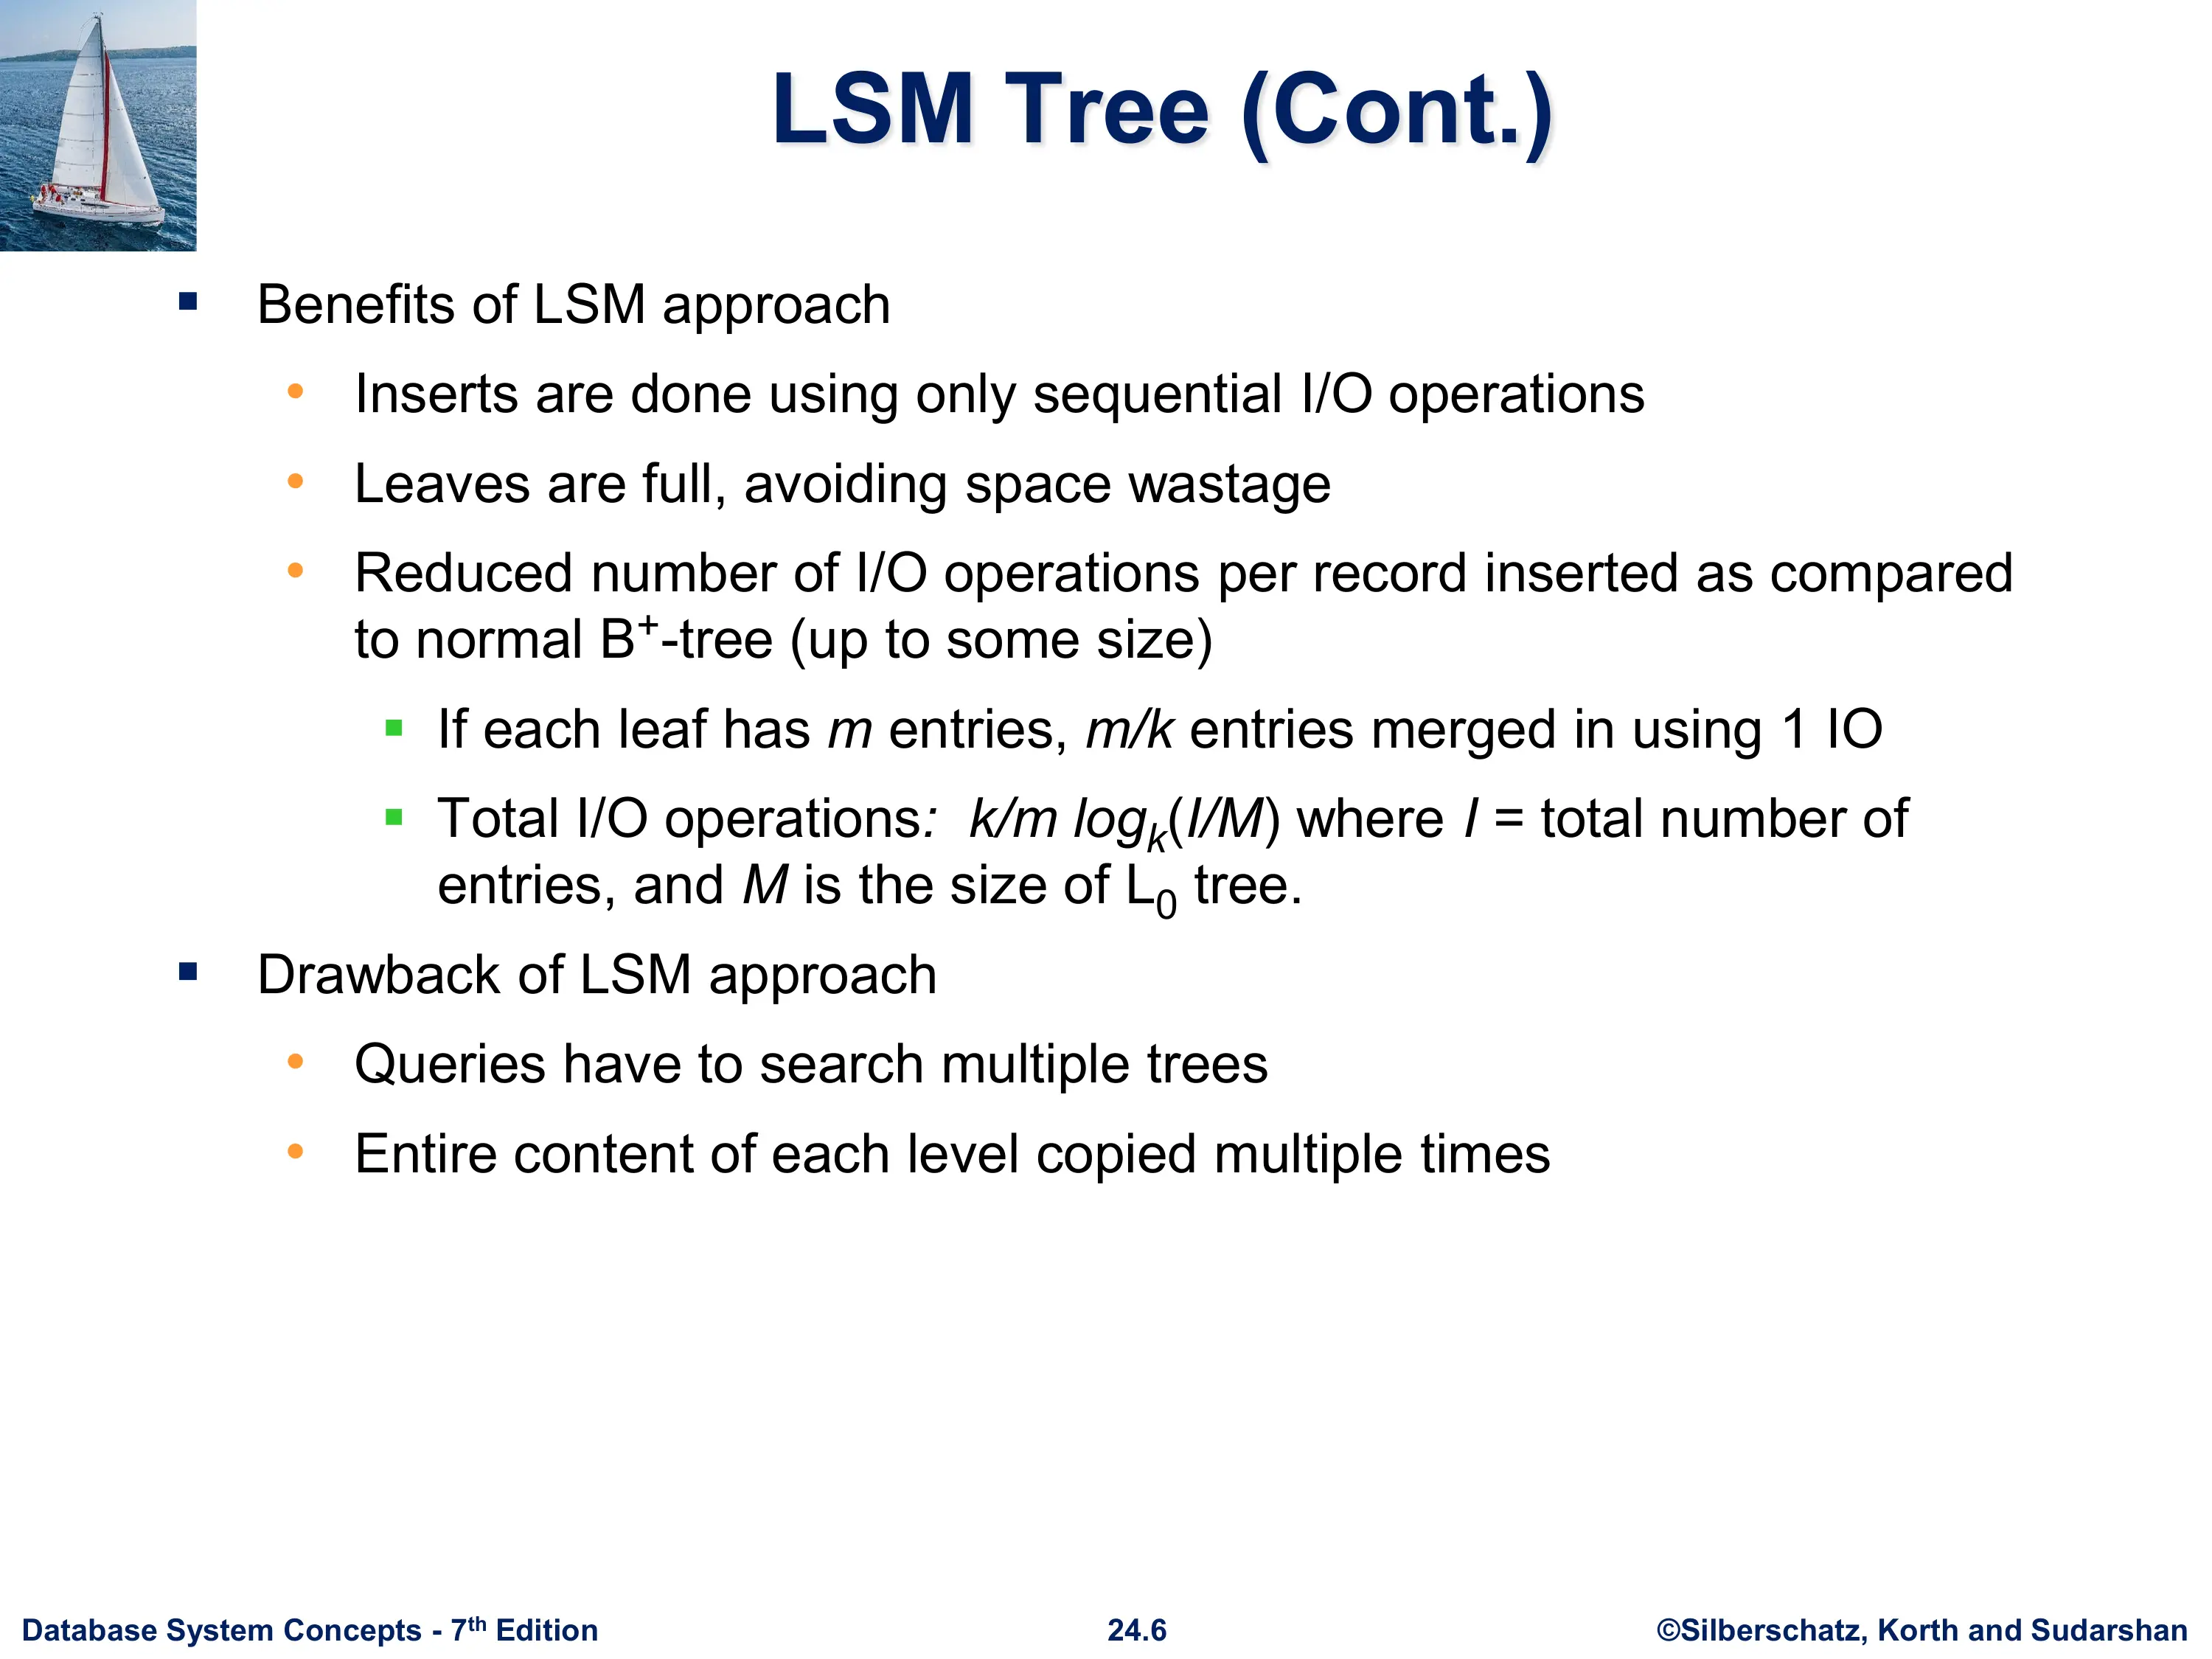 LSM Tree (Cont.)
▪ Benefits of LSM approach
• Inserts are done using only sequential I/O operations
• Leaves are full, avoiding space wastage
• Reduced number of I/O operations per record inserted as compared
to normal B⁺-tree (up to some size)
▪ If each leaf has m entries, m/k entries merged in using 1 IO
▪ Total I/O operations: k/m logₖ(I/M) where I = total number of
entries, and M is the size of L₀ tree.
▪ Drawback of LSM approach
• Queries have to search multiple trees
• Entire content of each level copied multiple times
Database System Concepts - 7th Edition
24.6
©Silberschatz, Korth and Sudarshan